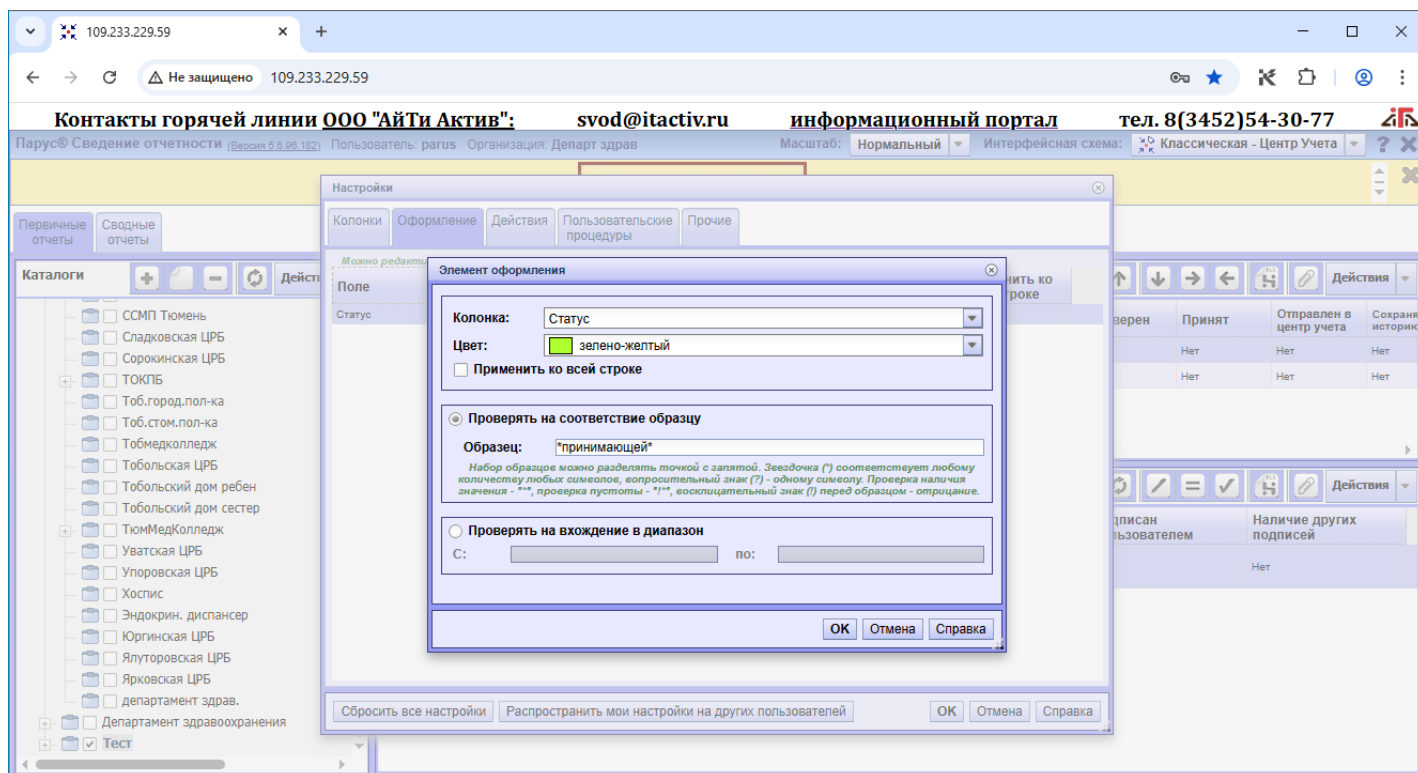 109.233.229.59
Не защищено 109.233.229.59
Контакты горячей линии ООО "АйТи Актив": svod@itactiv.ru информационный портал тел. 8(3452)54-30-77
Парус® Сведение отчетности (Версия 5.6.96.182) Пользователь: parus Организация: Департ здрав Масштаб: Нормальный Интерфейсная схема: Классическая - Центр Учета
Настройки
Первичные отчеты
Сводные отчеты
Колонки Оформление Действия Пользовательские процедуры Прочие
Каталоги
ССМП Тюмень
Сладковская ЦРБ
Сорокинская ЦРБ
ТОКПБ
Тоб.город.пол-ка
Тоб.стом.пол-ка
Тобмедколледж
Тобольская ЦРБ
Тобольский дом ребен
Тобольский дом сестер
ТюмМедКолледж
Уватская ЦРБ
Упоровская ЦРБ
Хоспис
Эндокрин. диспансер
Юргинская ЦРБ
Ялуторовская ЦРБ
Ярковская ЦРБ
департамент здрав.
Департамент здравоохранения
Тест
Поле
Статус
Элемент оформления
Колонка: Статус
Цвет: зелено-желтый
Применить ко всей строке
Проверять на соответствие образцу
Образец: *принимающей*
Набор образцов можно разделять точкой с запятой. Звездочка (*) соответствует любому
количеству любых символов, вопросительный знак (?) - одному символу. Проверка наличия
значения - "*", проверка пустоты - "!*", восклицательный знак (!) перед образцом - отрицание.
Проверять на вхождение в диапазон
С: по:
OK Отмена Справка
Сбросить все настройки Распространить мои настройки на других пользователей OK Отмена Справка
Действия
Принят Отправлен в центр учета
Нет Нет Нет
Нет Нет Нет
Действия
Наличие других подписей
Нет